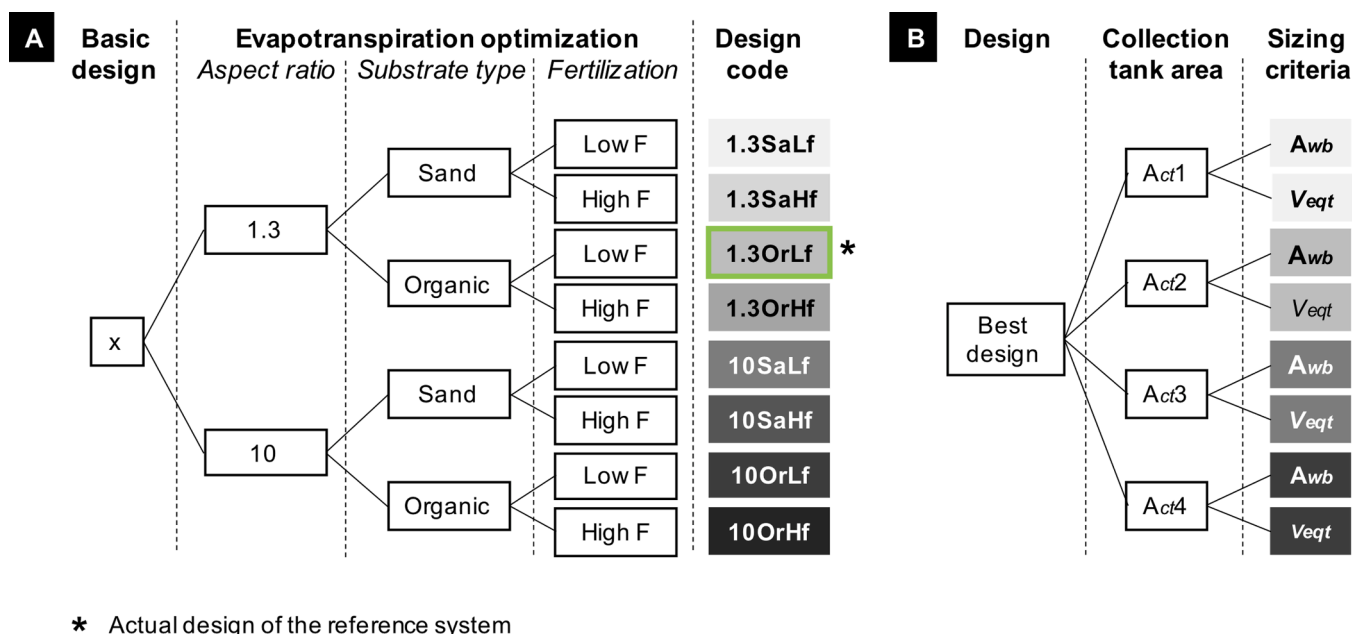 A
Basic
design
Evapotranspiration optimization
Aspect ratio
Substrate type
Fertilization
Design
code
x
1.3
10
Sand
Organic
Sand
Organic
Low F
High F
Low F
High F
Low F
High F
Low F
High F
1.3SaLf
1.3SaHf
1.3OrLf
*
1.3OrHf
10SaLf
10SaHf
10OrLf
10OrHf
B
Design
Collection
tank area
Sizing
criteria
Best
design
Act1
Act2
Act3
Act4
Awb
Veqt
Awb
Veqt
Awb
Veqt
Awb
Veqt
* Actual design of the reference system